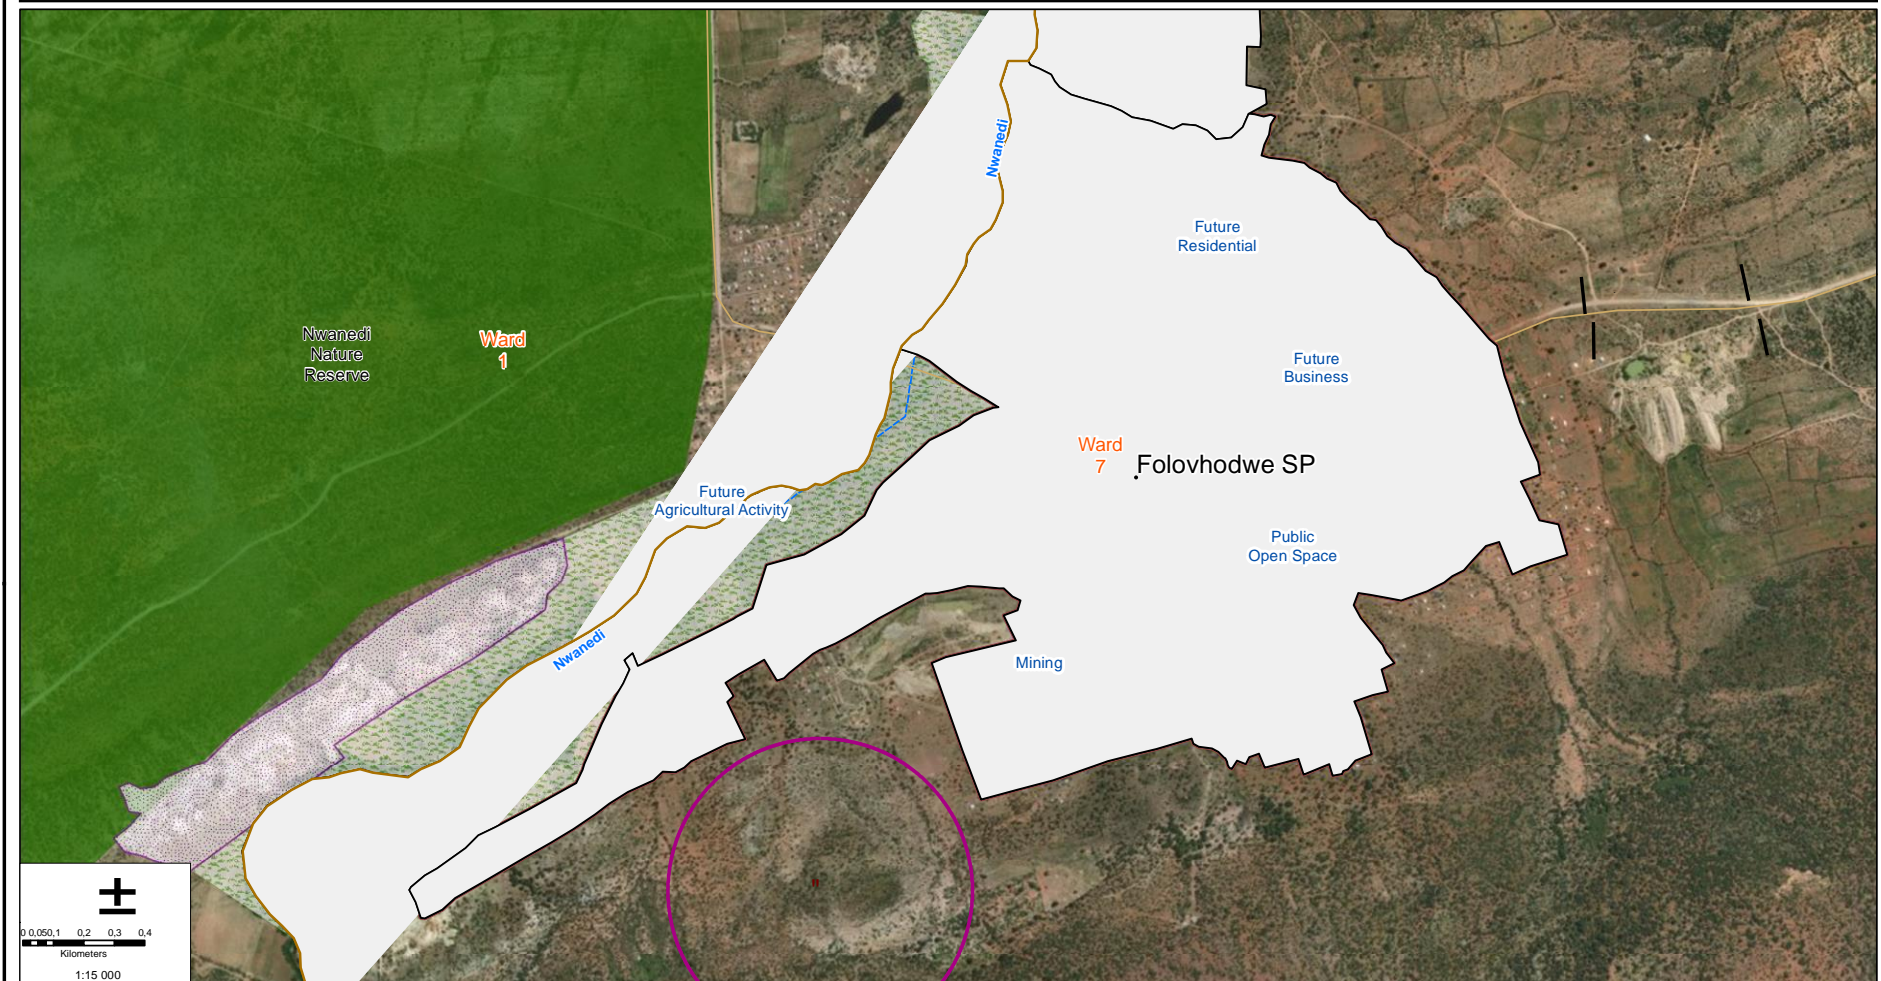 Nwanedi
Future
Residential
Nwanedi
Nature
Reserve
Ward
1
Future
Business
Ward
7
Folovhodwe SP
Future
Agricultural Activity
Public
Open Space
Nwanedi
Mining
0 0,050,1 0,2 0,3 0,4
Kilometers
1:15 000